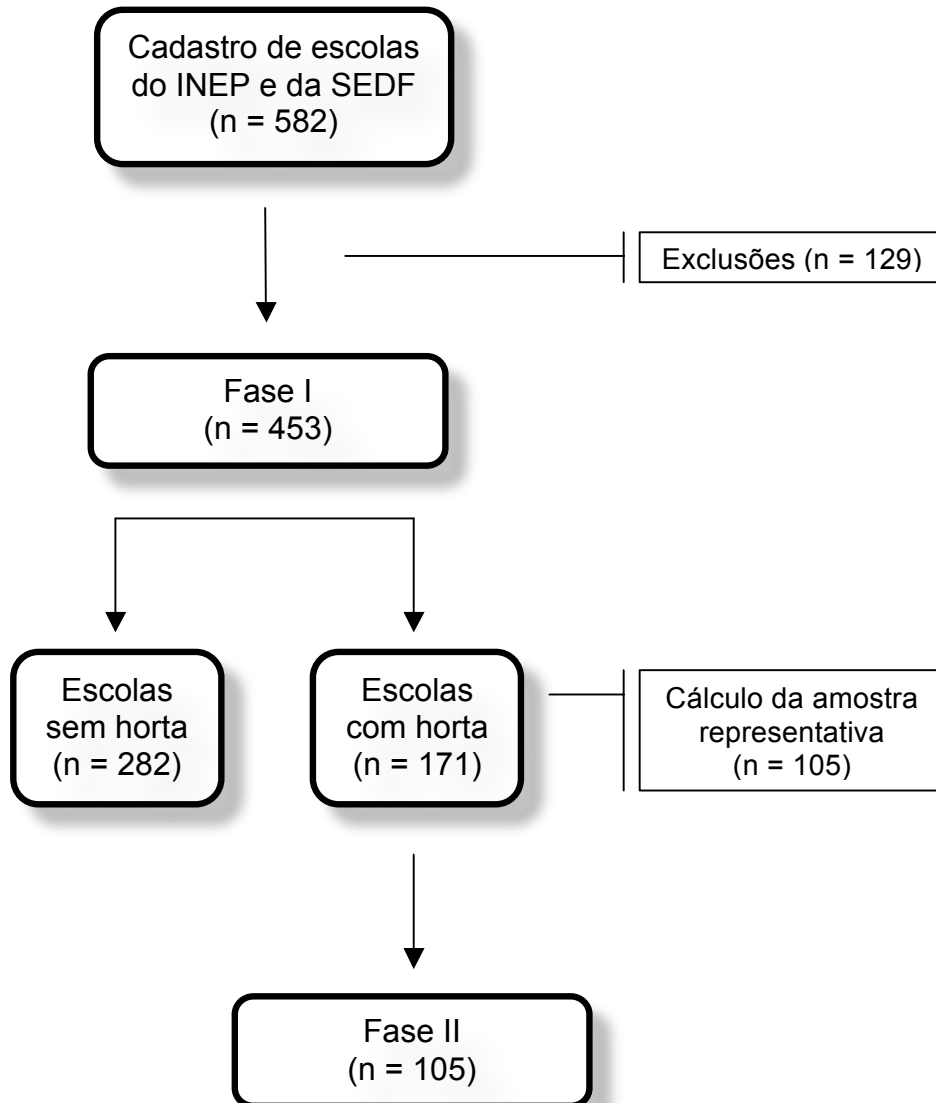 Cadastro de escolas
do INEP e da SEDF
(n = 582)
Exclusões (n = 129)
Fase I
(n = 453)
Escolas
sem horta
(n = 282)
Escolas
com horta
(n = 171)
Cálculo da amostra
representativa
(n = 105)
Fase II
(n = 105)